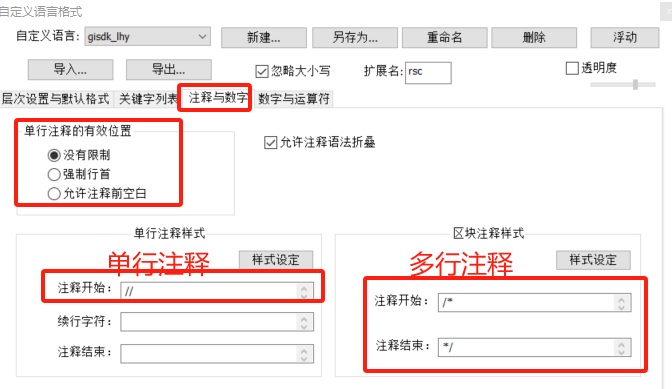 自定义语言格式
自定义语言: gisdk_lhy 新建... 另存为... 重命名 删除 浮动
导入... 导出... 忽略大小写 扩展名: rsc 透明度
层次设置与默格式 关键字列表 注释与数字 数字与运算符
单行注释的有效位置
没有限制 允许注释语法折叠
强制行首
允许注释前空白
单行注释样式 区块注释样式
单行注释 样式设定 多行注释 样式设定
注释开始: // 注释开始: /*
续行字符:
注释结束: 注释结束: */